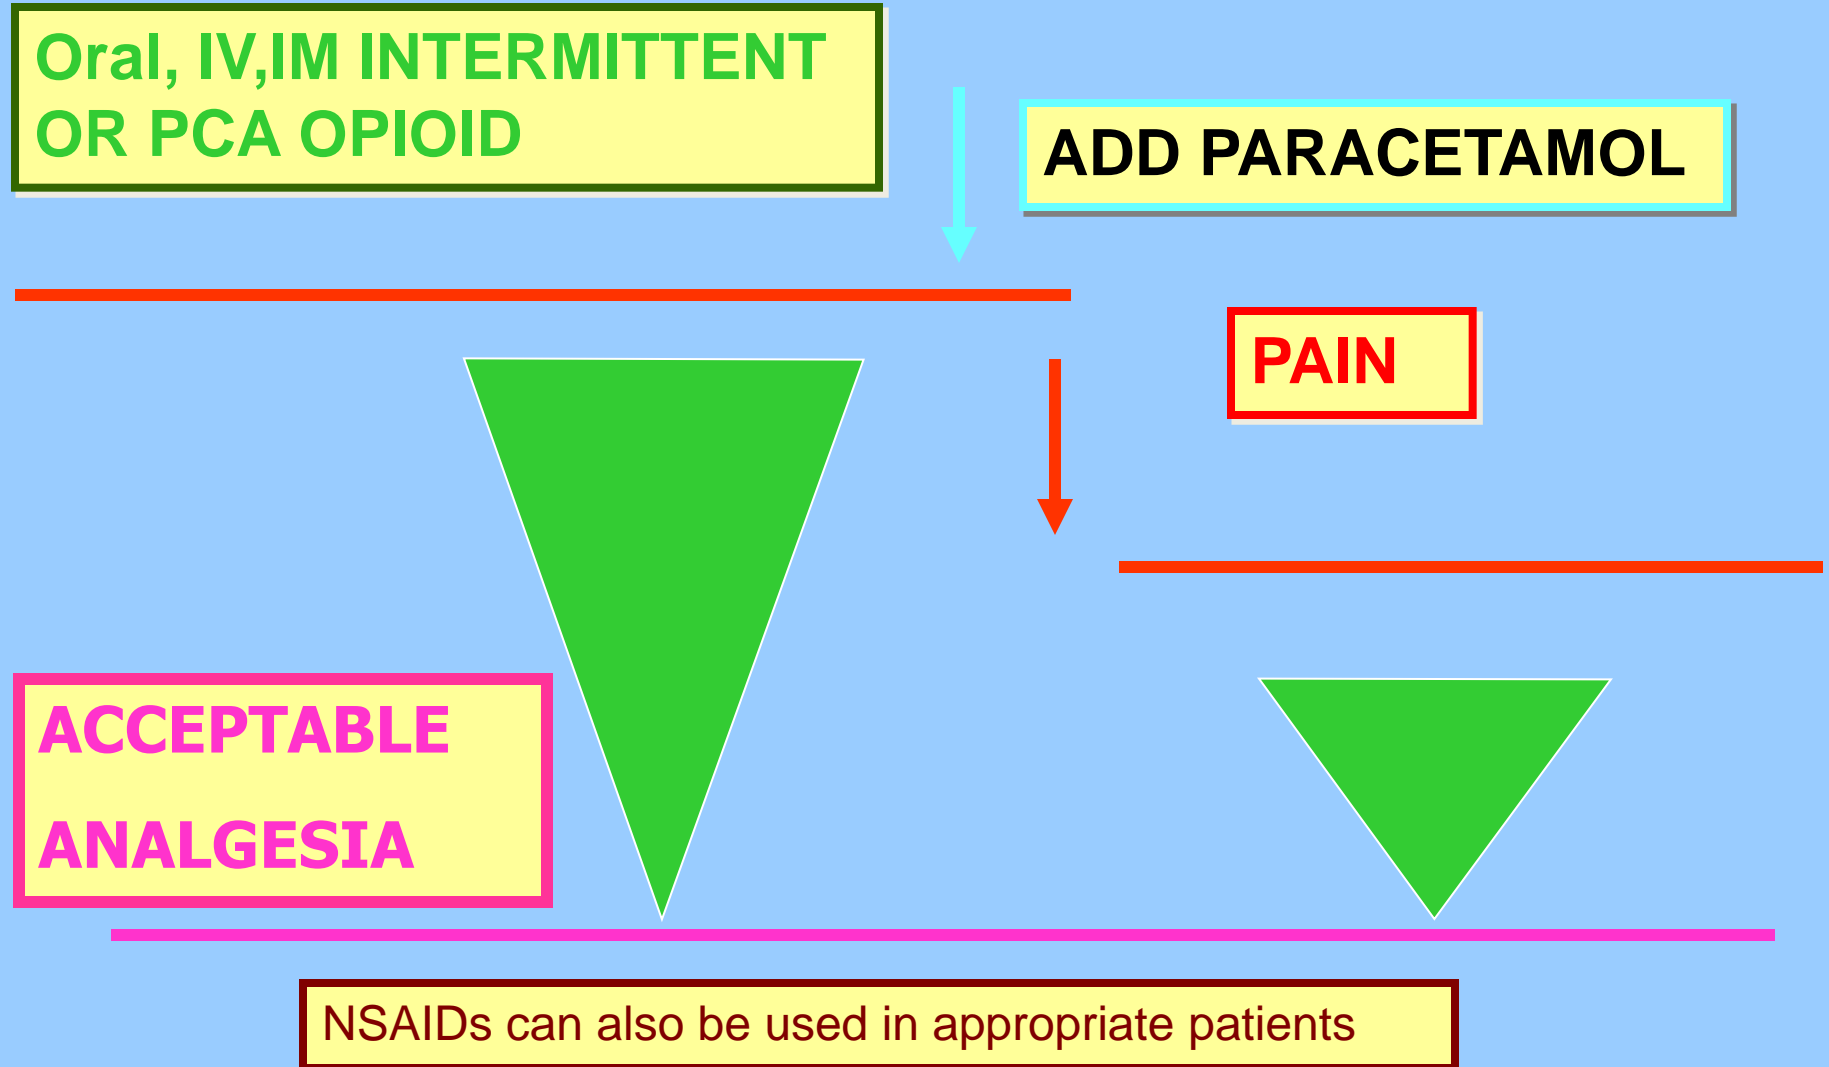 Oral, IV,IM INTERMITTENT
OR PCA OPIOID
ADD PARACETAMOL
PAIN
ACCEPTABLE
ANALGESIA
NSAIDs can also be used in appropriate patients